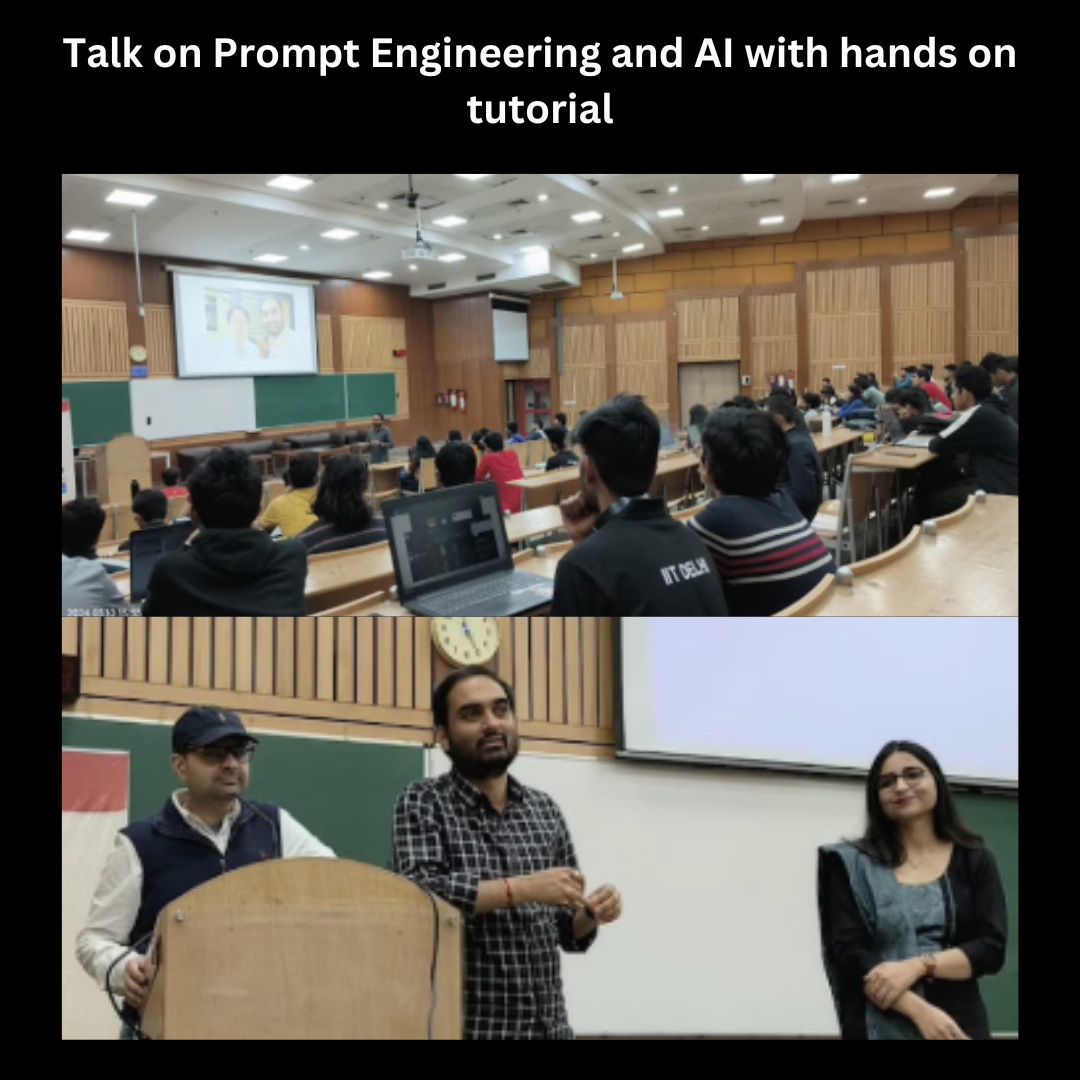 Talk on Prompt Engineering and AI with hands on
tutorial
IIT DELHI